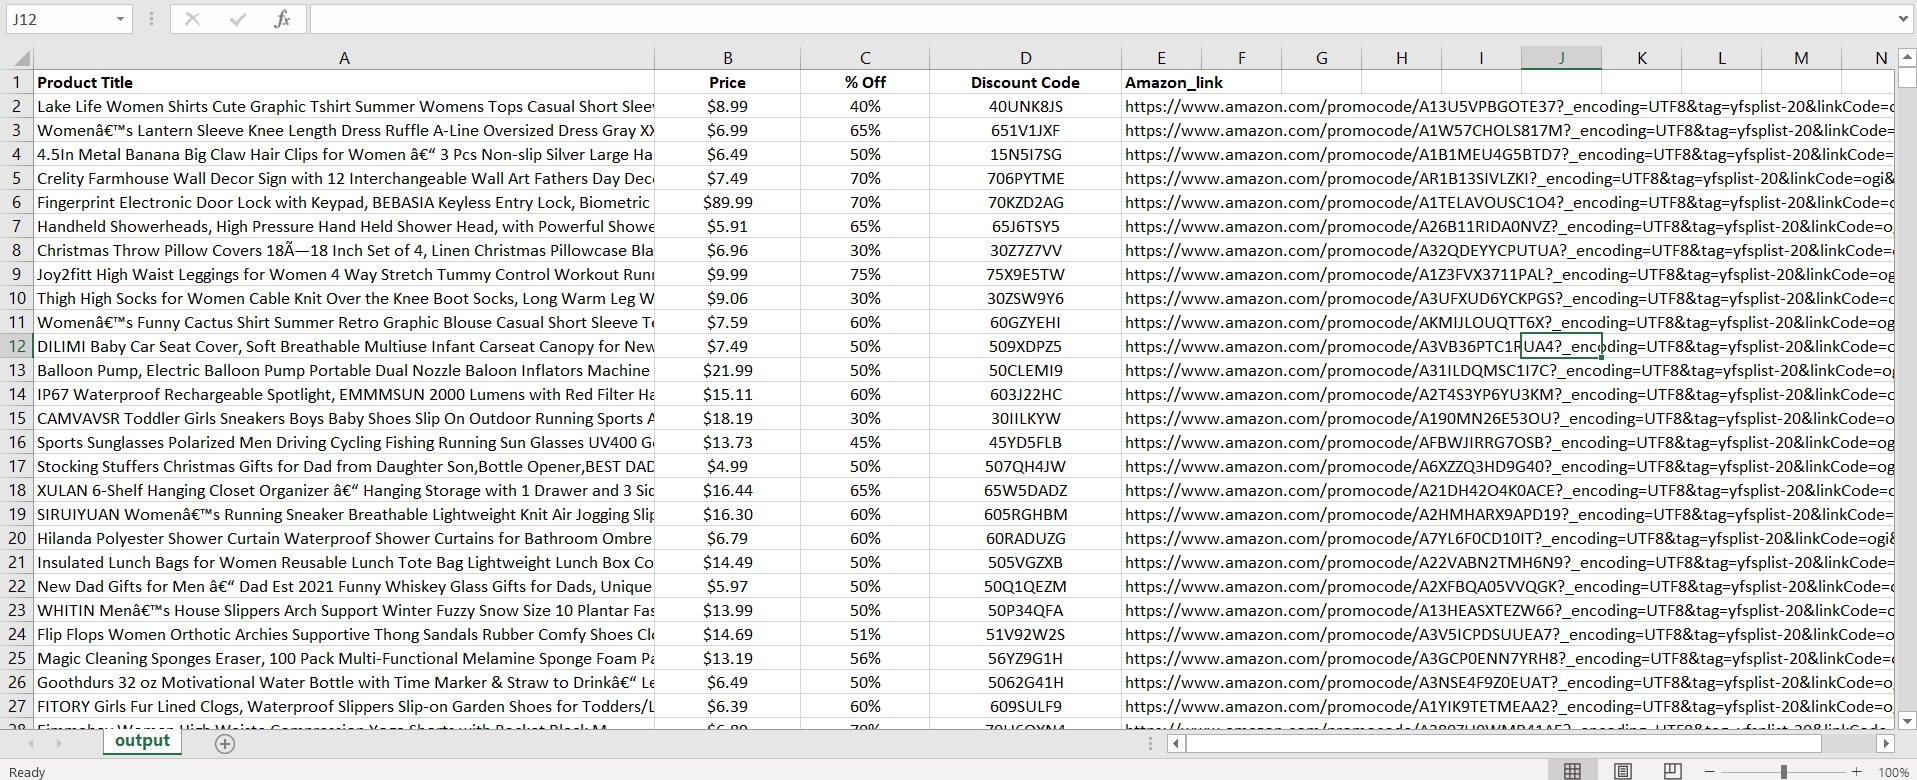 J12
fx
A B C D E F G H I J K L M N
1 Product Title Price % Off Discount Code Amazon_link
2 Lake Life Women Shirts Cute Graphic Tshirt Summer Womens Tops Casual Short $8.99 40% 40UNK8JS https://www.amazon.com/promocode/A13U5VPBGOTE37?_encoding=UTF8&tag=yfsplist-20&linkCode=
3 Womenâ€™s Lantern Sleeve Knee Length Dress Ruffle A-Line Oversized Dress Gray $6.99 65% 651V1JXF https://www.amazon.com/promocode/A1W57CHOLS817M?_encoding=UTF8&tag=yfsplist-20&linkCode=
4 4.5In Metal Banana Big Claw Hair Clips for Women â€“ 3 Pcs Non-slip Silver Large Ha $6.49 50% 15N5I7SG https://www.amazon.com/promocode/A1B1MEU4G5BTD7?_encoding=UTF8&tag=yfsplist-20&linkCode=
5 Crelity Farmhouse Wall Decor Sign with 12 Interchangeable Wall Art Fathers Day Dec $7.49 70% 706PYTME https://www.amazon.com/promocode/AR1B13SIVLZKI?_encoding=UTF8&tag=yfsplist-20&linkCode=ogi&
6 Fingerprint Electronic Door Lock with Keypad, BEBASIA Keyless Entry Lock, Biometric $89.99 70% 70KZD2AG https://www.amazon.com/promocode/A1TELAVOUSC1O4?_encoding=UTF8&tag=yfsplist-20&linkCode=
7 Handheld Showerheads, High Pressure Hand Held Shower Head, with Powerful Showe $5.91 65% 65J6TSY5 https://www.amazon.com/promocode/A26B11RIDA0NVZ?_encoding=UTF8&tag=yfsplist-20&linkCode=o
8 Christmas Throw Pillow Covers 18Ã—18 Inch Set of 4, Linen Christmas Pillowcase Bla $6.96 30% 30Z7Z7VV https://www.amazon.com/promocode/A32QDEYYCPUTUA?_encoding=UTF8&tag=yfsplist-20&linkCode=
9 Joy2fitt High Waist Leggings for Women 4 Way Stretch Tummy Control Workout Run $9.99 75% 75X9E5TW https://www.amazon.com/promocode/A1Z3FVX3711PAL?_encoding=UTF8&tag=yfsplist-20&linkCode=og
10 Thigh High Socks for Women Cable Knit Over the Knee Boot Socks, Long Warm Leg W $9.06 30% 30ZSW9Y6 https://www.amazon.com/promocode/A3UFXUD6YCKPGS?_encoding=UTF8&tag=yfsplist-20&linkCode=
11 Womenâ€™s Funny Cactus Shirt Summer Retro Graphic Blouse Casual Short Sleeve T $7.59 60% 60GZYEHI https://www.amazon.com/promocode/AKMIJLOUQTT6X?_encoding=UTF8&tag=yfsplist-20&linkCode=og
12 DILIMI Baby Car Seat Cover, Soft Breathable Multiuse Infant Carseat Canopy for New $7.49 50% 509XDPZ5 https://www.amazon.com/promocode/A3VB36PTC1RUA4?_encoding=UTF8&tag=yfsplist-20&linkCode=
13 Balloon Pump, Electric Balloon Pump Portable Dual Nozzle Baloon Inflators Machine $21.99 50% 50CLEMI9 https://www.amazon.com/promocode/A31ILDQMSC1I7C?_encoding=UTF8&tag=yfsplist-20&linkCode=og
14 IP67 Waterproof Rechargeable Spotlight, EMMMSUN 2000 Lumens with Red Filter Ha $15.11 60% 603J22HC https://www.amazon.com/promocode/A2T4S3YP6YU3KM?_encoding=UTF8&tag=yfsplist-20&linkCode=
15 CAMVAVSR Toddler Girls Sneakers Boys Baby Shoes Slip On Outdoor Running Sports A $18.19 30% 30IILKYW https://www.amazon.com/promocode/A190MN26E53OU?_encoding=UTF8&tag=yfsplist-20&linkCode=
16 Sports Sunglasses Polarized Men Driving Cycling Fishing Running Sun Glasses UV400 G $13.73 45% 45YD5FLB https://www.amazon.com/promocode/AFBWJIRRG7OSB?_encoding=UTF8&tag=yfsplist-20&linkCode=og
17 Stocking Stuffers Christmas Gifts for Dad from Daughter Son,Bottle Opener,BEST DAD $4.99 50% 507QH4JW https://www.amazon.com/promocode/A6XZZQ3HD9G40?_encoding=UTF8&tag=yfsplist-20&linkCode=og
18 XULAN 6-Shelf Hanging Closet Organizer â€“ Hanging Storage with 1 Drawer and 3 Sid $16.44 65% 65W5DADZ https://www.amazon.com/promocode/A21DH42O4K0ACE?_encoding=UTF8&tag=yfsplist-20&linkCode=
19 SIRUIYUAN Womenâ€™s Running Sneaker Breathable Lightweight Knit Air Jogging Slip $16.30 60% 605RGHBM https://www.amazon.com/promocode/A2HMHARX9APD19?_encoding=UTF8&tag=yfsplist-20&linkCode=
20 Hilanda Polyester Shower Curtain Waterproof Shower Curtains for Bathroom Ombre $6.79 60% 60RADUZG https://www.amazon.com/promocode/A7YL6F0CD10IT?_encoding=UTF8&tag=yfsplist-20&linkCode=ogi&
21 Insulated Lunch Bags for Women Reusable Lunch Tote Bag Lightweight Lunch Box Co $14.49 50% 505VGZXB https://www.amazon.com/promocode/A22VABN2TMH6N9?_encoding=UTF8&tag=yfsplist-20&linkCode=
22 New Dad Gifts for Men â€“ Dad Est 2021 Funny Whiskey Glass Gifts for Dads, Unique $5.97 50% 50Q1QEZM https://www.amazon.com/promocode/A2XFBQA05VVQGK?_encoding=UTF8&tag=yfsplist-20&linkCode=
23 WHITIN Menâ€™s House Slippers Arch Support Winter Fuzzy Snow Size 10 Plantar Fas $13.99 50% 50P34QFA https://www.amazon.com/promocode/A13HEASXTEZW66?_encoding=UTF8&tag=yfsplist-20&linkCode=
24 Flip Flops Women Orthotic Archies Supportive Thong Sandals Rubber Comfy Shoes Cl $14.69 51% 51V92W2S https://www.amazon.com/promocode/A3V5ICPDSUUEA7?_encoding=UTF8&tag=yfsplist-20&linkCode=o
25 Magic Cleaning Sponges Eraser, 100 Pack Multi-Functional Melamine Sponge Foam Pa $13.19 56% 56YZ9G1H https://www.amazon.com/promocode/A3GCP0ENN7YRH8?_encoding=UTF8&tag=yfsplist-20&linkCode=
26 Goothdurs 32 oz Motivational Water Bottle with Time Marker & Straw to Drinkâ€“ Le $6.49 50% 5062G41H https://www.amazon.com/promocode/A3NSE4F9Z0EUAT?_encoding=UTF8&tag=yfsplist-20&linkCode=
27 FITORY Girls Fur Lined Clogs, Waterproof Slippers Slip-on Garden Shoes for Todders/L $6.39 60% 609SULF9 https://www.amazon.com/promocode/A1YIK9TETMEAA2?_encoding=UTF8&tag=yfsplist-20&linkCode=o
output
Ready
100%